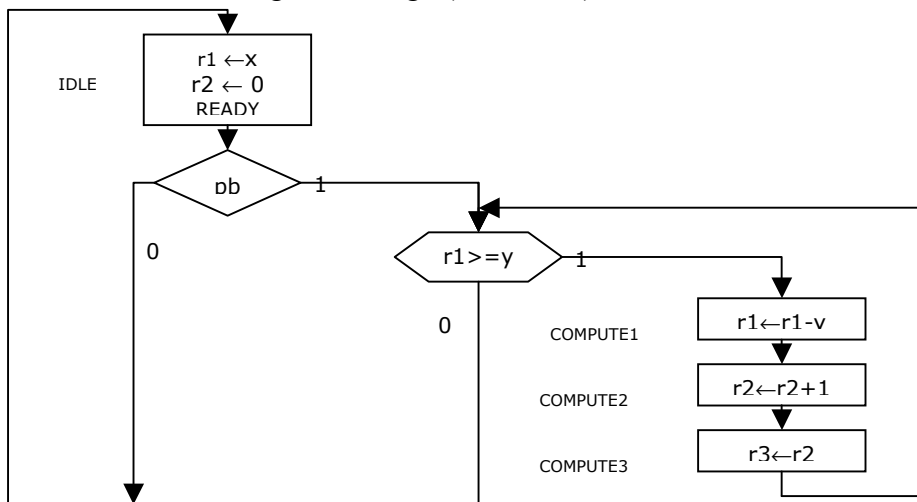 r1 ←x
r2 ← 0
READY
IDLE
pb
1
0
r1>=y
1
0
COMPUTE1
r1←r1-v
COMPUTE2
r2←r2+1
COMPUTE3
r3←r2